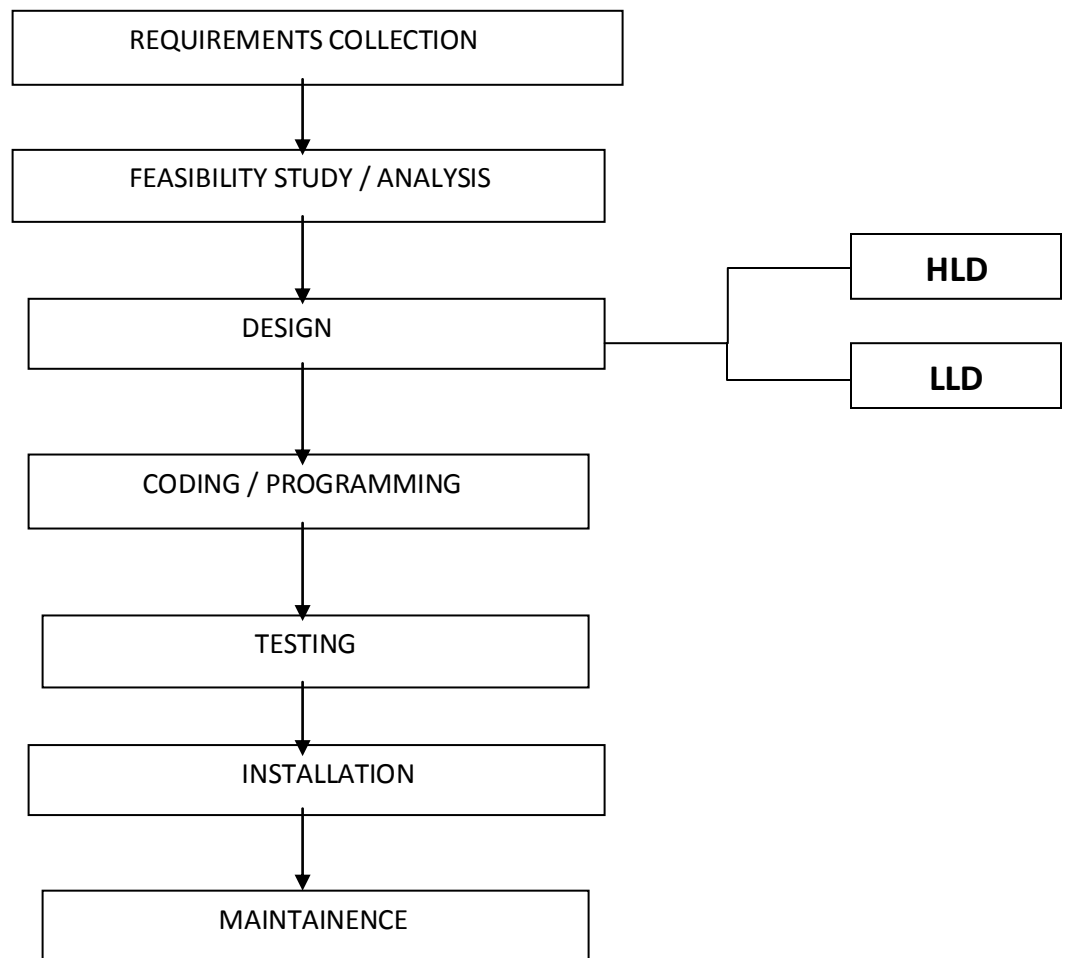 REQUIREMENTS COLLECTION
FEASIBILITY STUDY / ANALYSIS
DESIGN
HLD
LLD
CODING / PROGRAMMING
TESTING
INSTALLATION
MAINTAINENCE